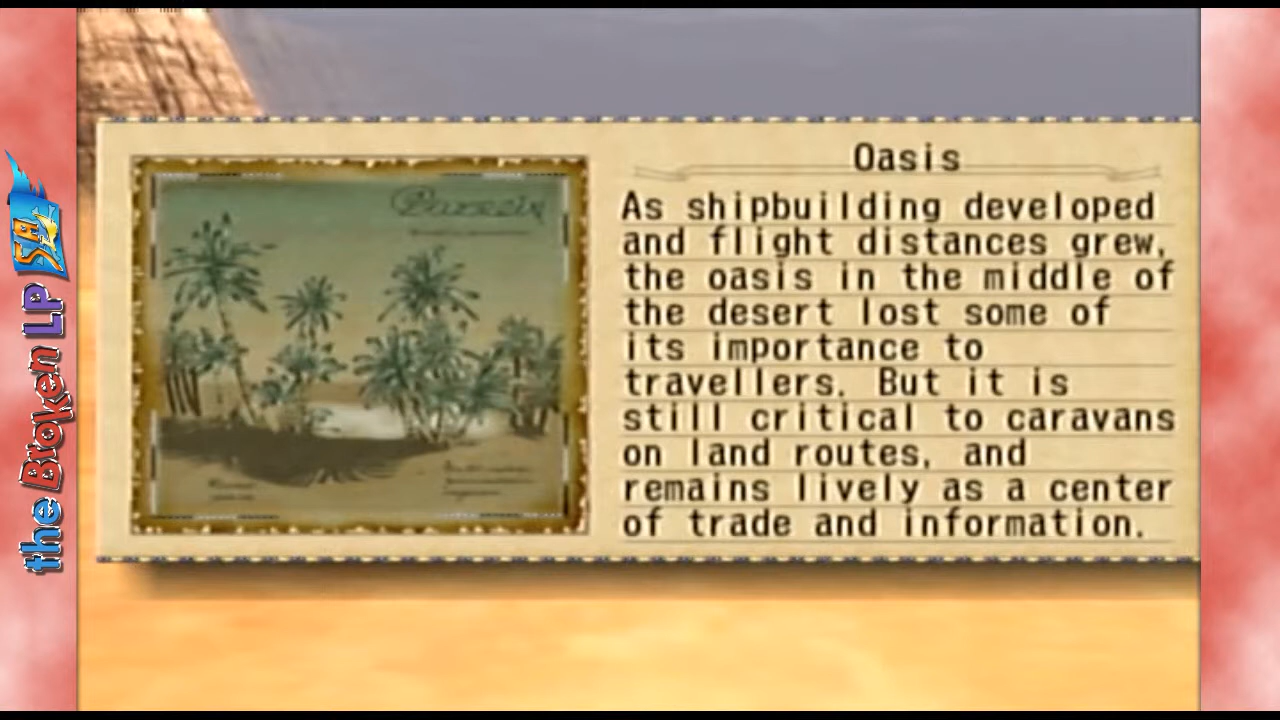 the Broken LP SA
Oasis
As shipbuilding developed
and flight distances grew,
the oasis in the middle of
the desert lost some of
its importance to
travellers. But it is
still critical to caravans
on land routes, and
remains lively as a center
of trade and information.